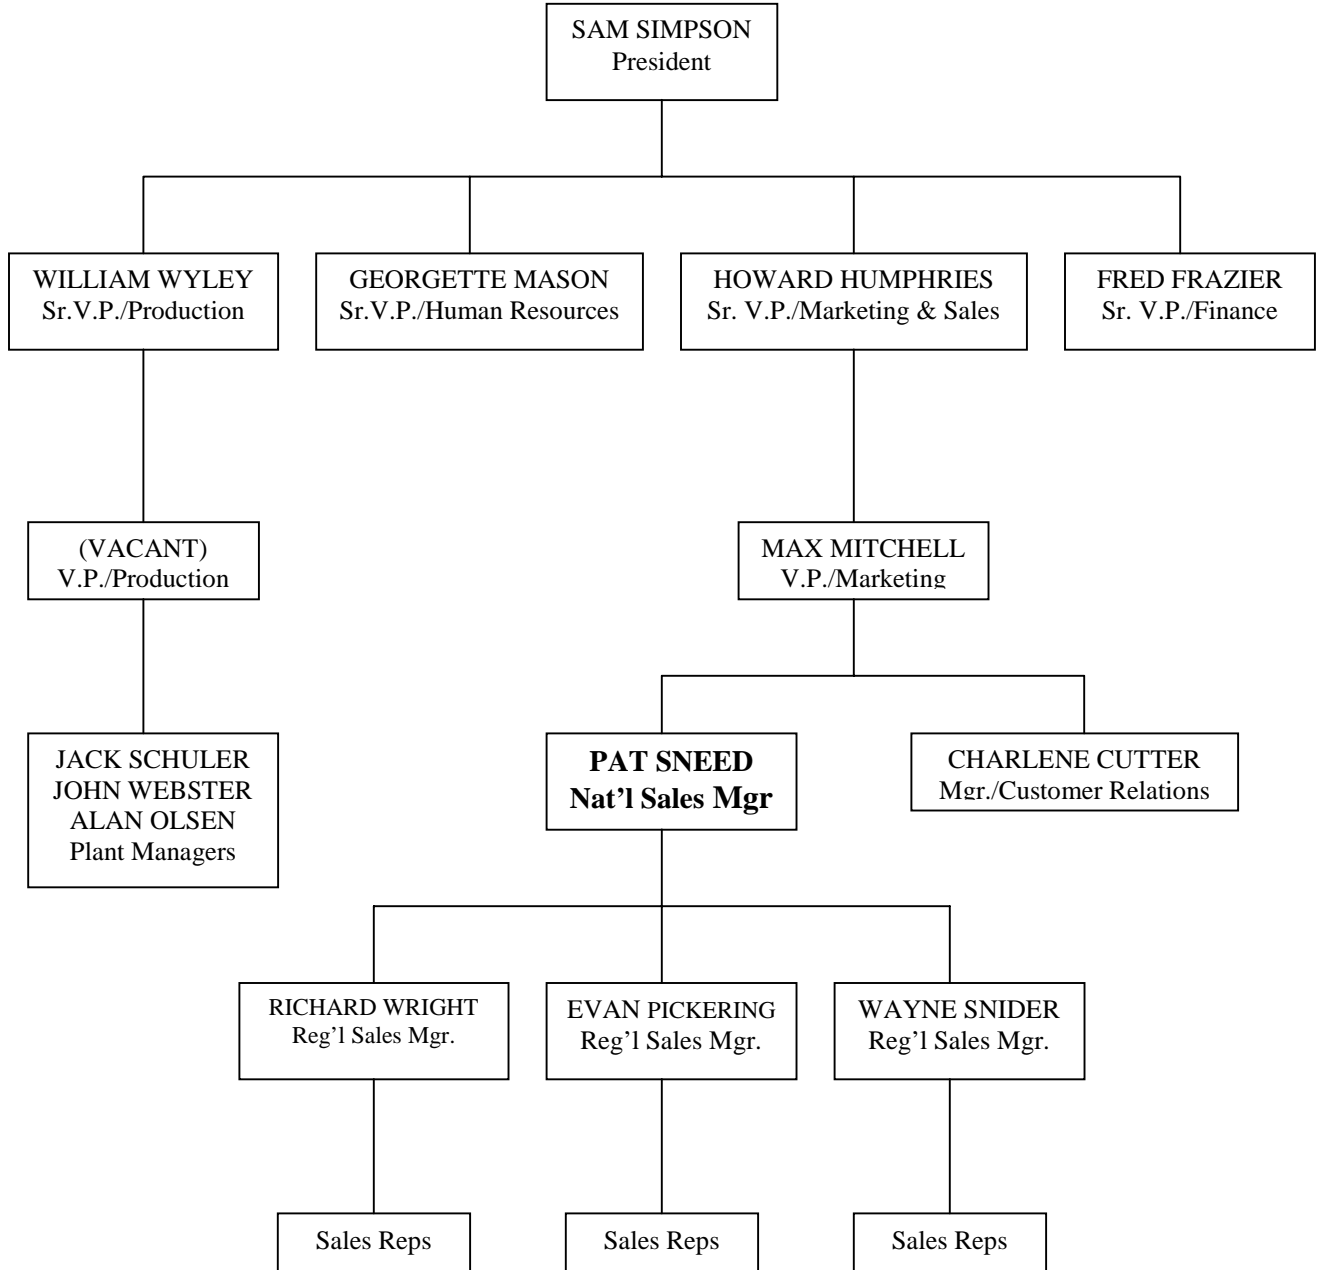 SAM SIMPSON
President
WILLIAM WYLEY
Sr.V.P./Production
GEORGETTE MASON
Sr.V.P./Human Resources
HOWARD HUMPHRIES
Sr. V.P./Marketing & Sales
FRED FRAZIER
Sr. V.P./Finance
(VACANT)
V.P./Production
MAX MITCHELL
V.P./Marketing
JACK SCHULER
JOHN WEBSTER
ALAN OLSEN
Plant Managers
PAT SNEED
Nat’l Sales Mgr
CHARLENE CUTTER
Mgr./Customer Relations
RICHARD WRIGHT
Reg’l Sales Mgr.
EVAN PICKERING
Reg’l Sales Mgr.
WAYNE SNIDER
Reg’l Sales Mgr.
Sales Reps
Sales Reps
Sales Reps